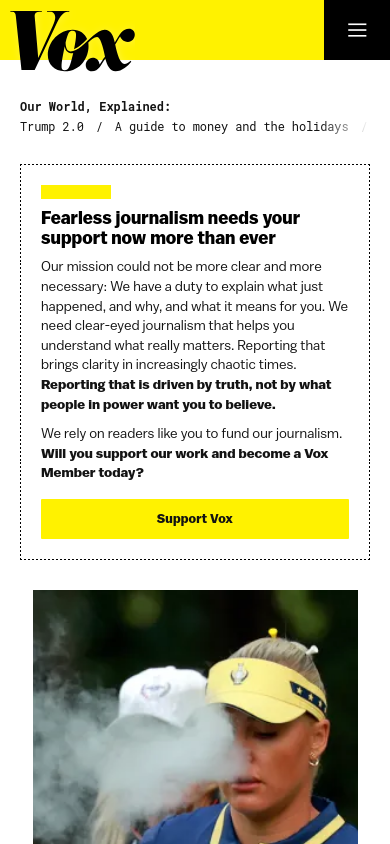 Vox
Our World, Explained:
Trump 2.0 / A guide to money and the holidays /
Fearless journalism needs your
support now more than ever
Our mission could not be more clear and more
necessary: We have a duty to explain what just
happened, and why, and what it means for you. We
need clear-eyed journalism that helps you
understand what really matters. Reporting that
brings clarity in increasingly chaotic times.
Reporting that is driven by truth, not by what
people in power want you to believe.
We rely on readers like you to fund our journalism.
Will you support our work and become a Vox
Member today?
Support Vox